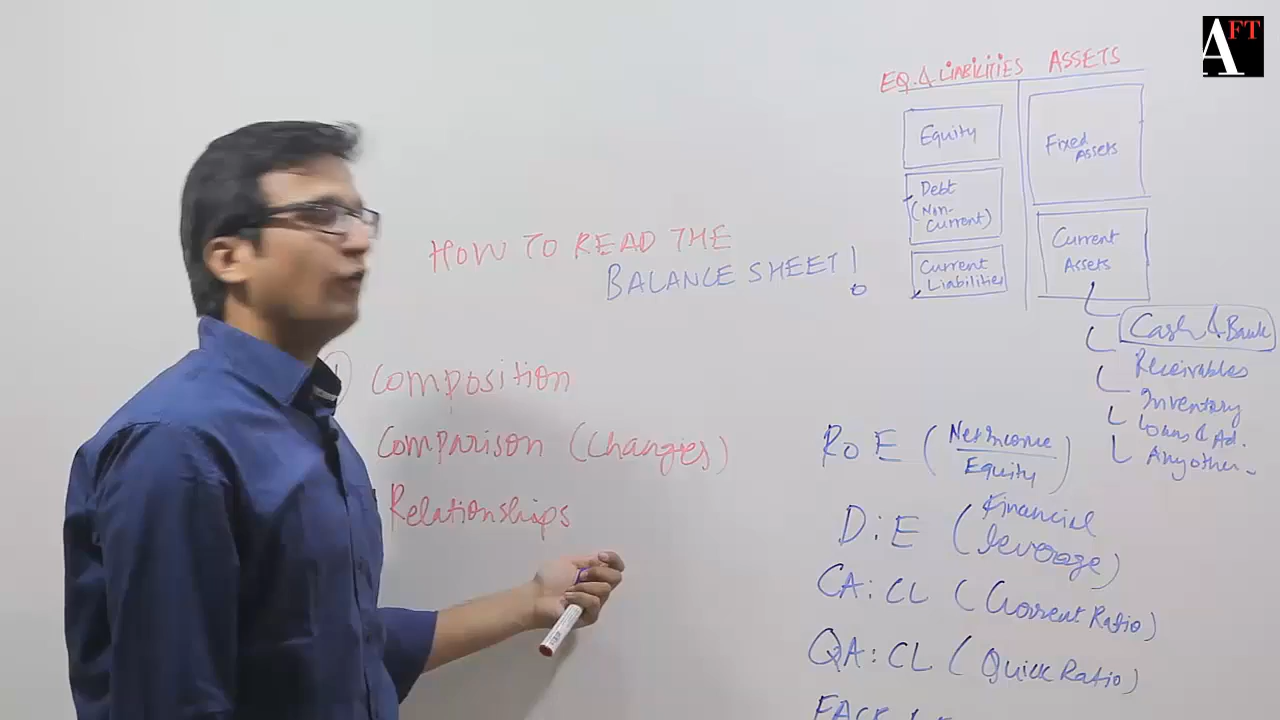 A FT
EQ. & LIABILITIES ASSETS
Equity
Fixed
Assets
Debt
(Non-
Current)
Current
Assets
Current
Liabilities
HOW TO READ THE
BALANCE SHEET!
Cash & Bank
Receivables
Inventory
Loans & Ad.
Any other
1) Composition
Comparison (Changes)
Relationships
RoE (Net Income
Equity)
D:E (Financial
leverage)
CA:CL (Current Ratio)
QA:CL (Quick Ratio)